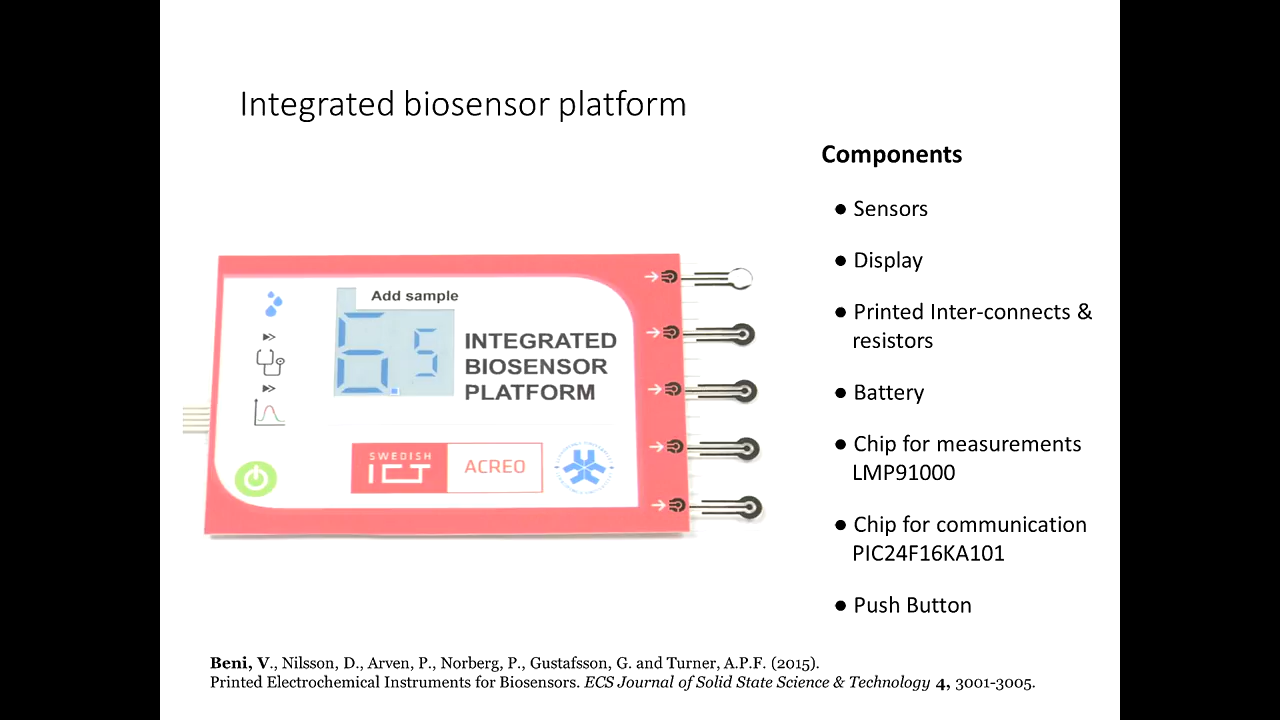 Integrated biosensor platform
Components
● Sensors
● Display
● Printed Inter-connects &
resistors
● Battery
● Chip for measurements
LMP91000
● Chip for communication
PIC24F16KA101
● Push Button
Add sample
6.5
INTEGRATED
BIOSENSOR
PLATFORM
SWEDISH
ICT
ACREO
Beni, V., Nilsson, D., Arven, P., Norberg, P., Gustafsson, G. and Turner, A.P.F. (2015).
Printed Electrochemical Instruments for Biosensors. ECS Journal of Solid State Science & Technology 4, 3001-3005.